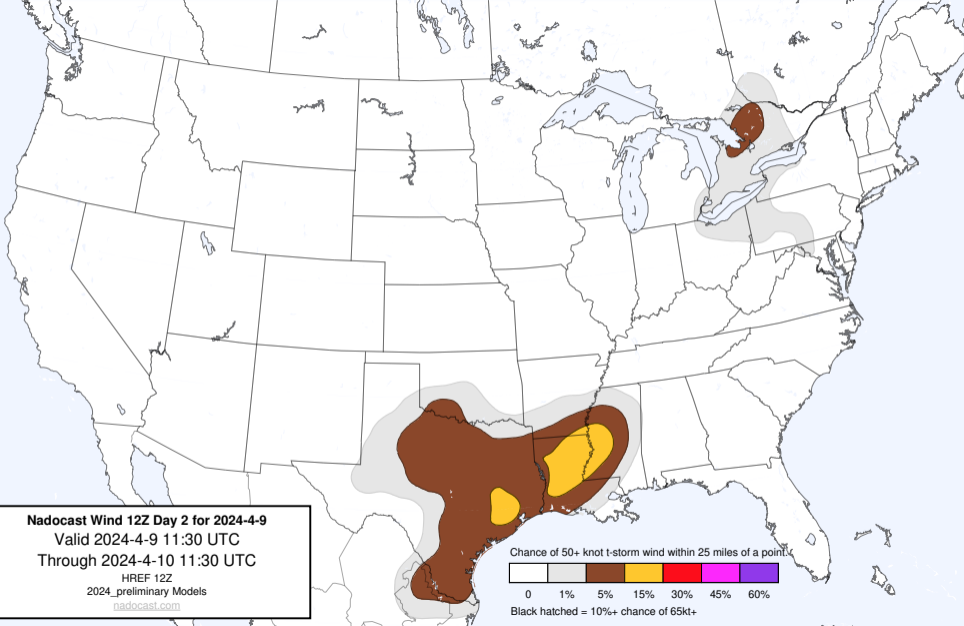 Nadocast Wind 12Z Day 2 for 2024-4-9
Valid 2024-4-9 11:30 UTC
Through 2024-4-10 11:30 UTC
HREF 12Z
2024_preliminary Models
nadocast.com
Chance of 50+ knot t-storm wind within 25 miles of a point.
0 1% 5% 15% 30% 45% 60%
Black hatched = 10%+ chance of 65kt+